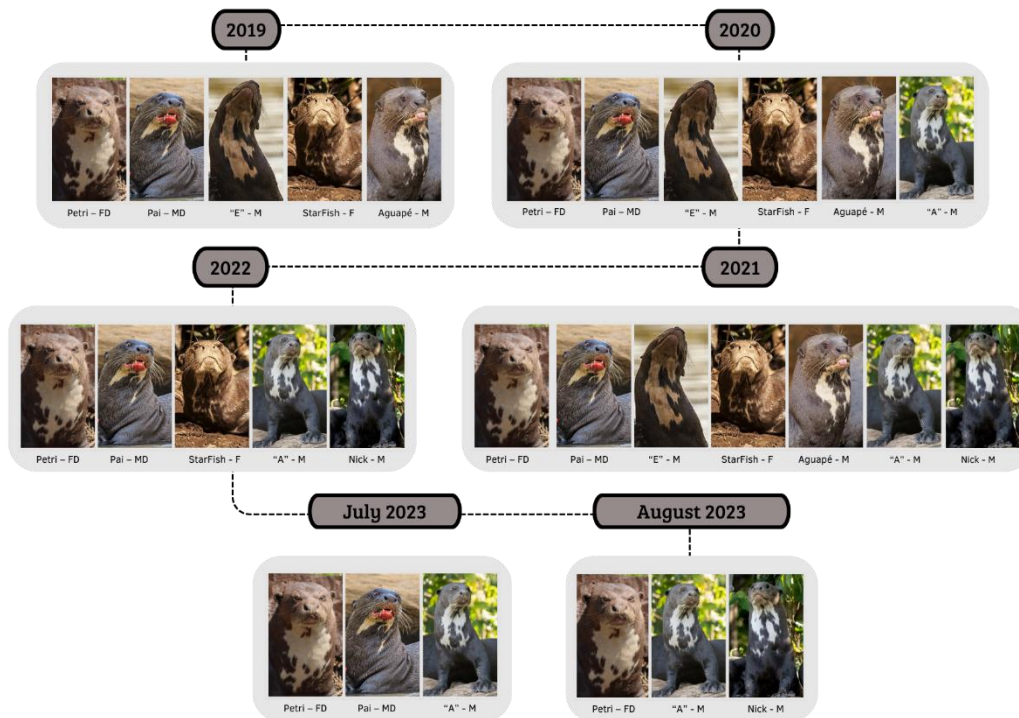 2019
2020
Petri – FD
Pai – MD
“E” - M
StarFish - F
Aguapé – M
Petri – FD
Pai – MD
“E” - M
StarFish - F
Aguapé – M
“A” - M
2022
2021
Petri – FD
Pai – MD
StarFish - F
“A” - M
Nick - M
Petri – FD
Pai – MD
“E” - M
StarFish - F
Aguapé – M
“A” - M
Nick - M
July 2023
August 2023
Petri – FD
Pai – MD
“A” - M
Petri – FD
“A” - M
Nick - M